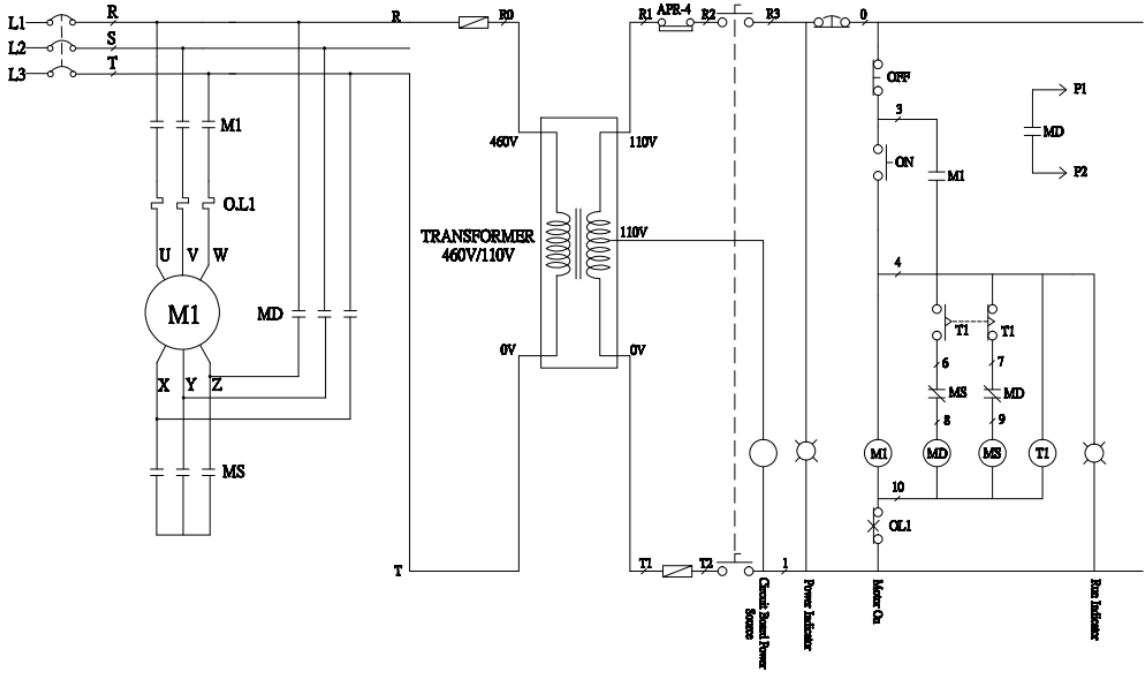 L1
L2
L3
R
S
T
R
R0
R1
APR-4
R2
R3
0
M1
O.L1
U V W
M1
X Y Z
MD
MS
460V
110V
TRANSFORMER
460V/110V
110V
0V
0V
T
T1
T2
1
OFF
3
ON
M1
MD
P1
P2
4
T1
T1
6
7
MS
MD
8
9
M1
MD
MS
T1
10
OL1
Circuit Board Power
Source
Power Indicator
Motor On
Run Indicator